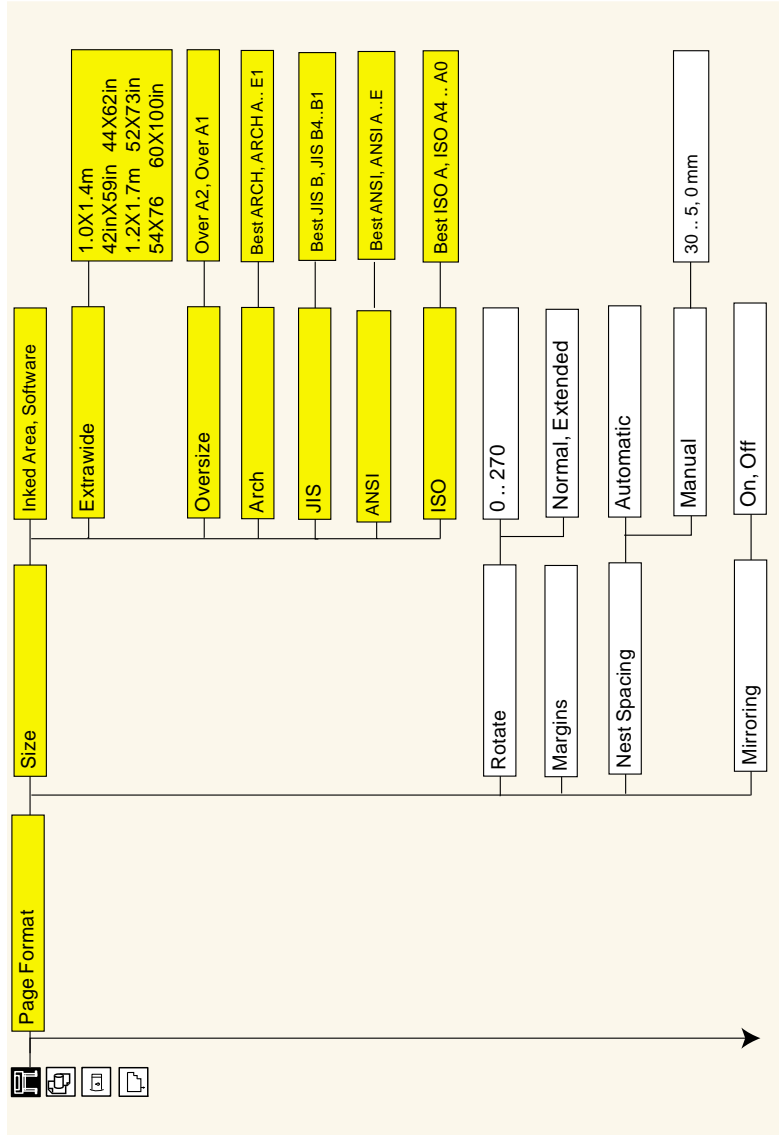 Page Format
Size
Inked Area, Software
Extrawide
1.0X1.4m
42inX59in 44X62in
1.2X1.7m 52X73in
54X76 60X100in
Oversize
Over A2, Over A1
Arch
Best ARCH, ARCH A.. E1
JIS
Best JIS B, JIS B4..B1
ANSI
Best ANSI, ANSI A..E
ISO
Best ISO A, ISO A4 .. A0
Rotate
0 .. 270
Normal, Extended
Margins
Nest Spacing
Automatic
Manual
30 .. 5, 0 mm
Mirroring
On, Off